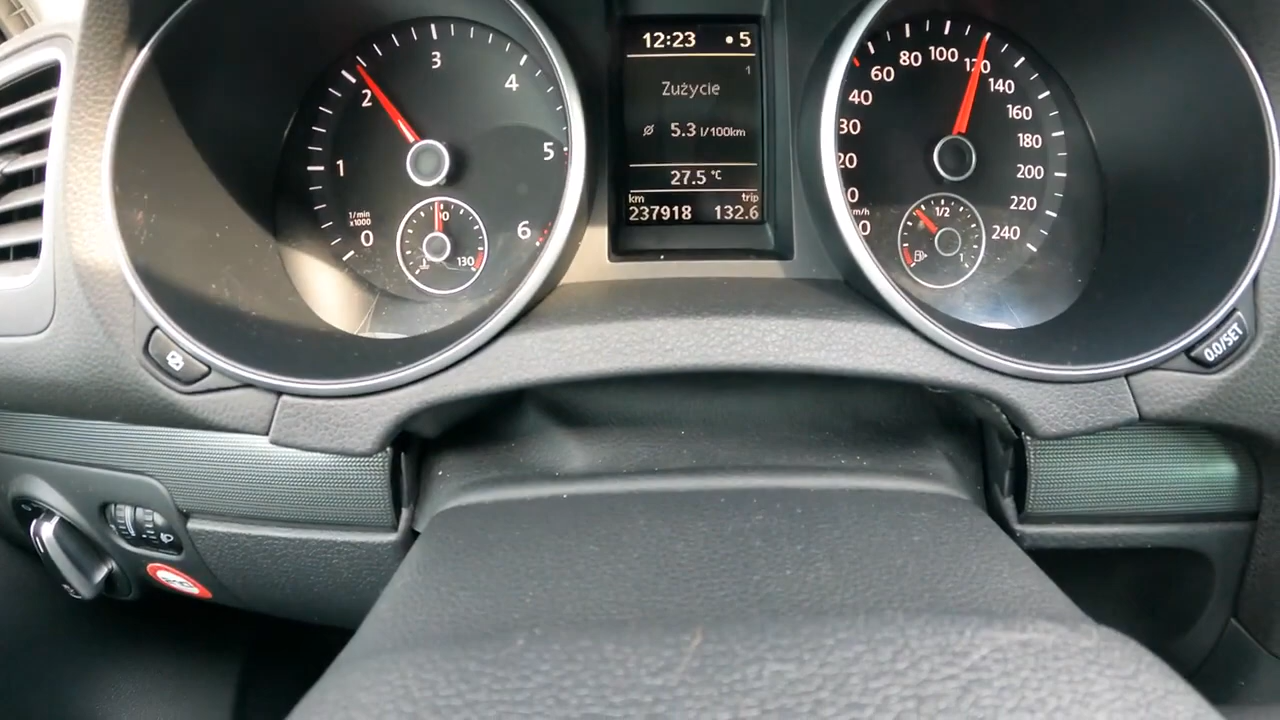 12:23 5
1
Zużycie
ø 5.3 l/100km
27.5 °C
km trip
237918 132.6
0 1 2 3 4 5 6
1/min
x1000
130
20 30 40 60 80 100 120 140 160 180 200 220 240
1/2
1
0.0/SET